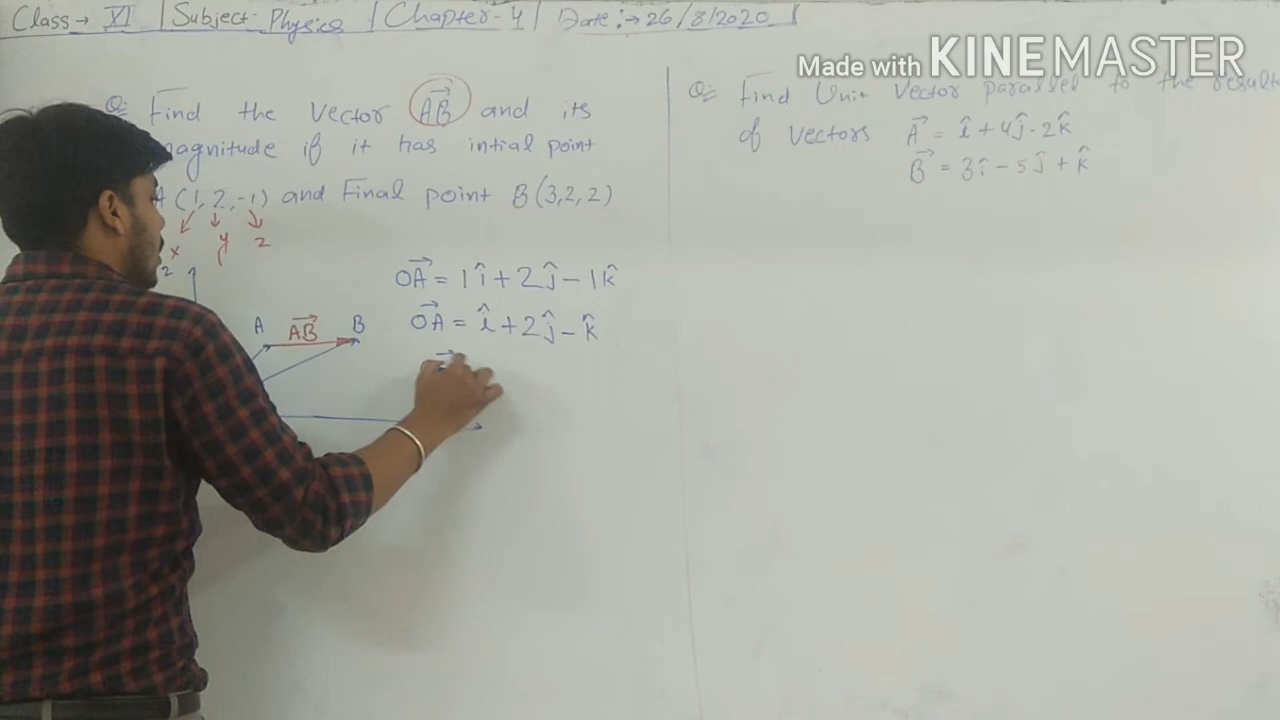 Class → XI | Subject: Physics | Chapter-4 | Date:→ 26/8/2020 |
Made with KINEMASTER
Q:- Find the Vector AB⃗ and its
magnitude if it has intial point
A (1, 2, -1) and Final point B(3,2,2)
x y z
z
OA⃗ = 1î + 2ĵ - 1k̂
OA⃗ = î + 2ĵ - k̂
A AB⃗ B
Q:- Find Unit Vector parallel to the result
of vectors A⃗ = î + 4ĵ - 2k̂
B⃗ = 3î - 5ĵ + k̂